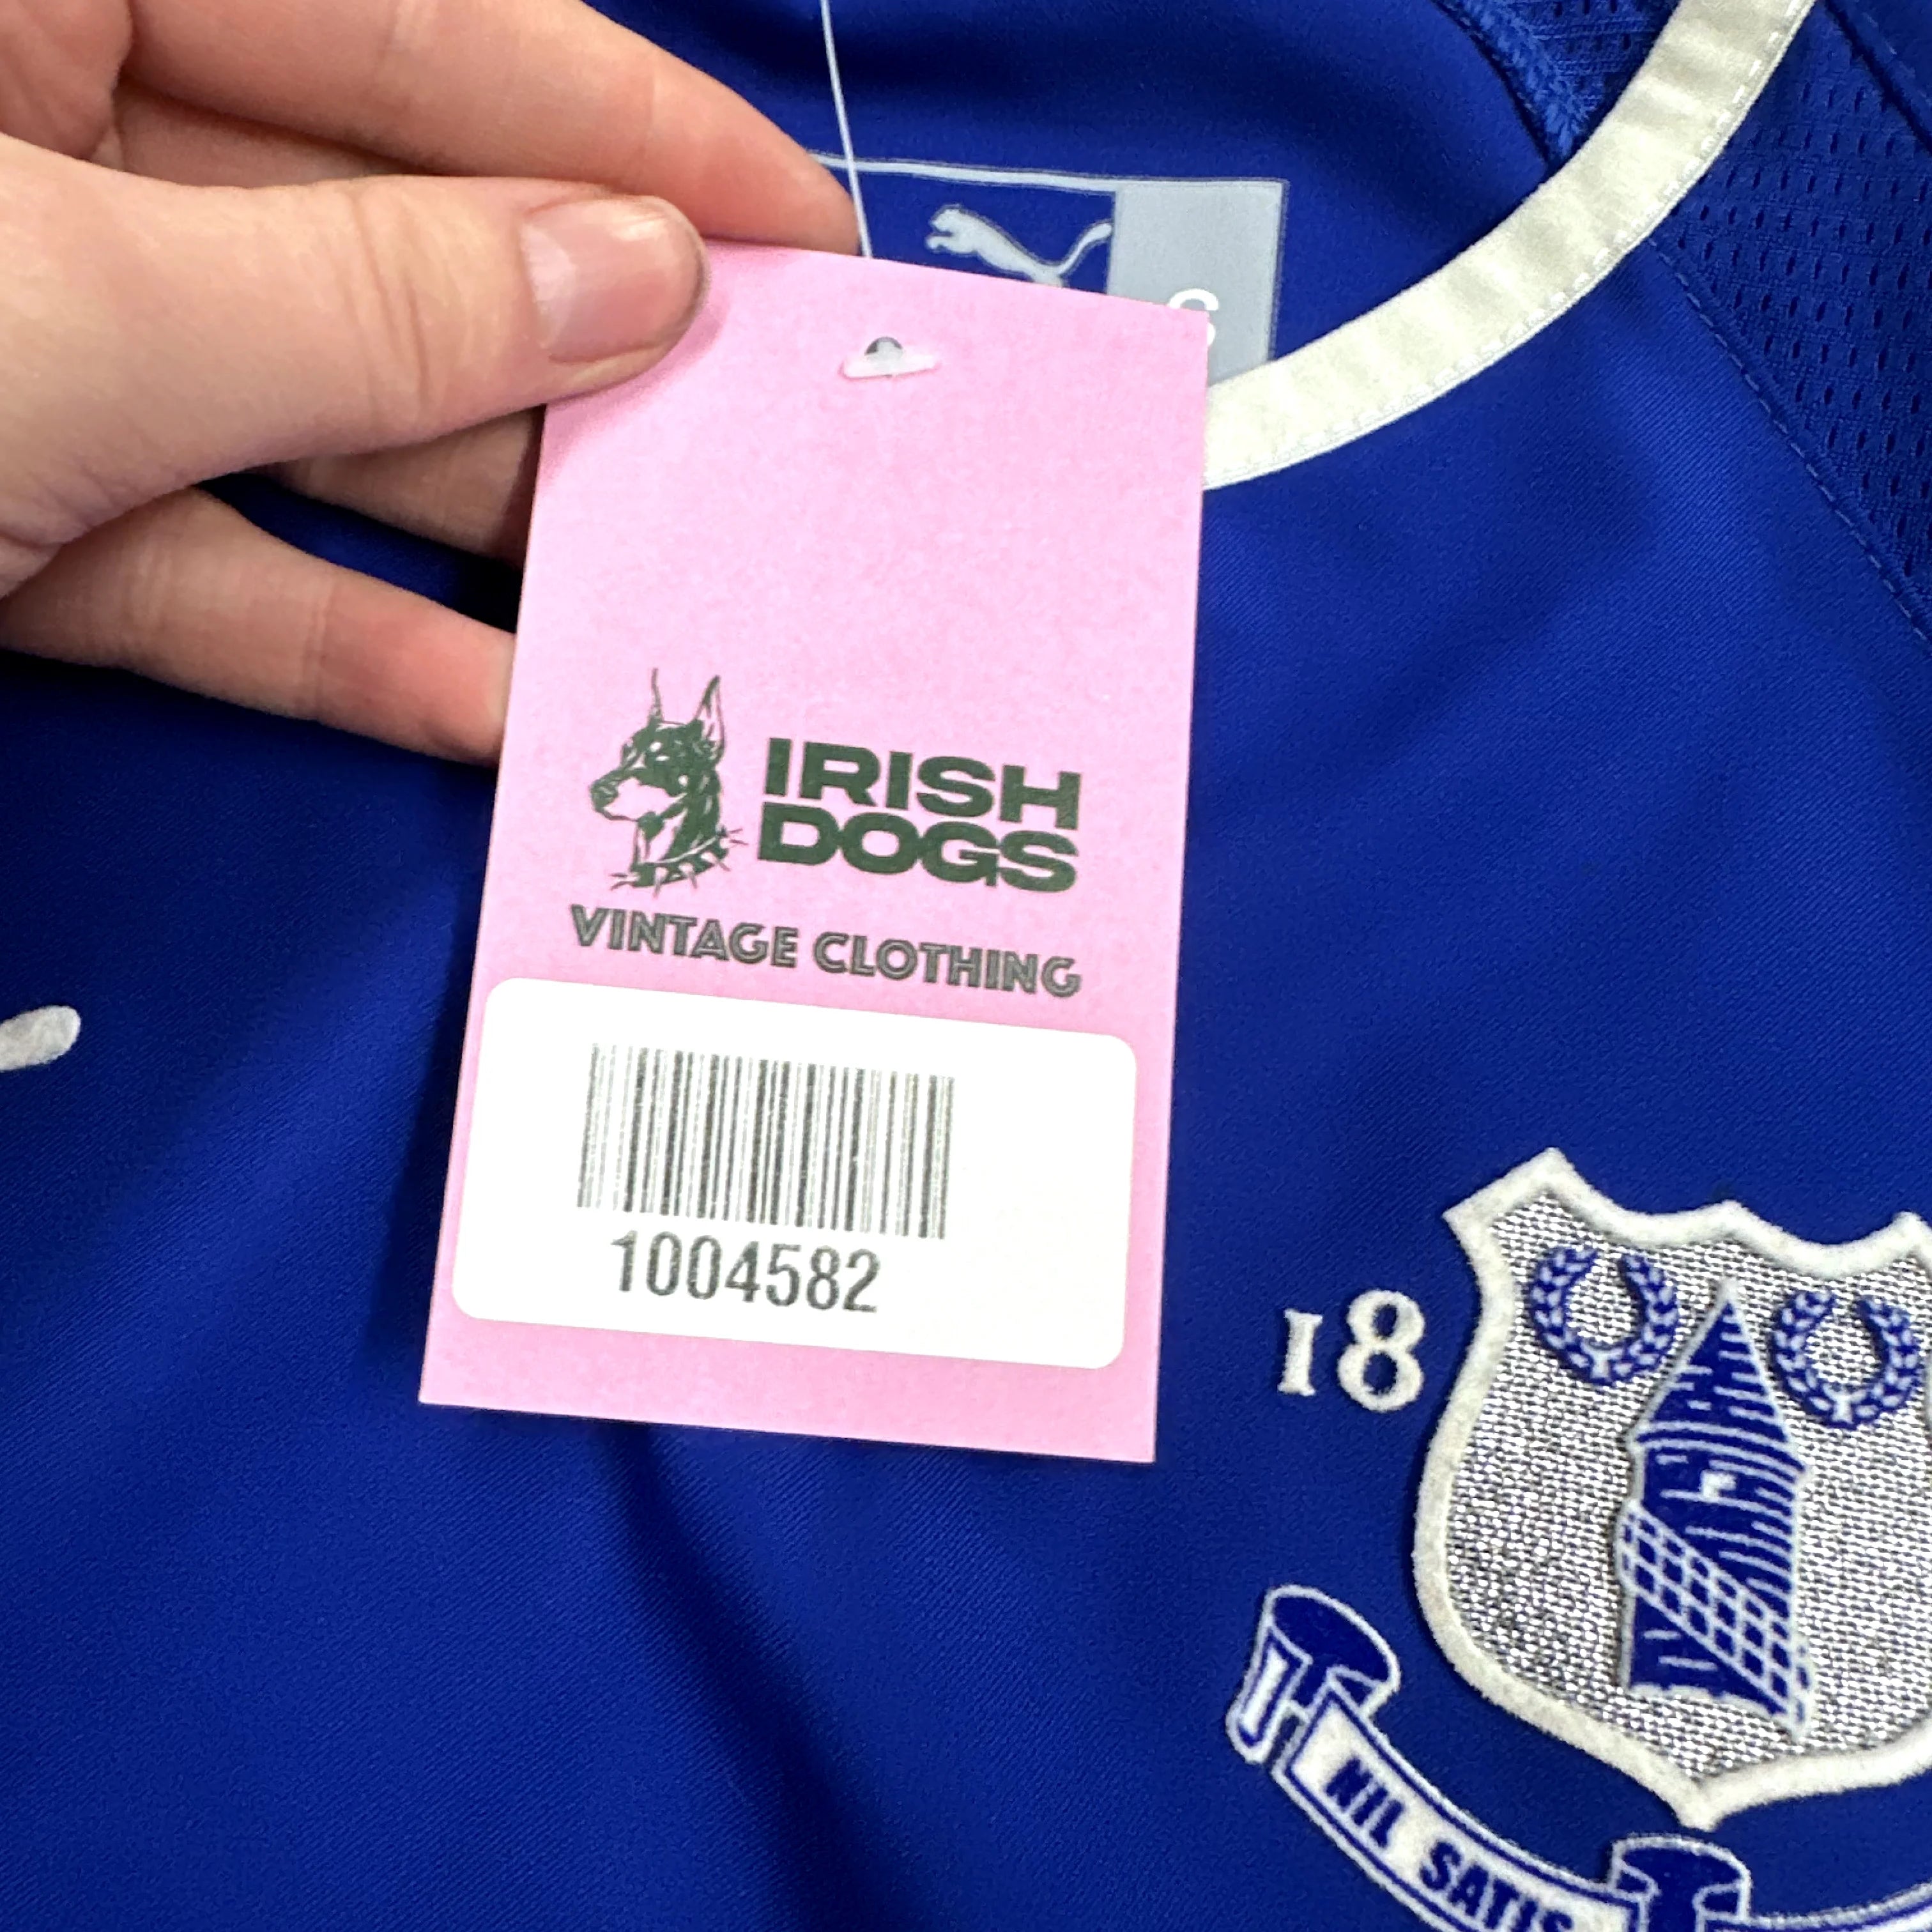 S
IRISH
DOGS
VINTAGE CLOTHING
1004582
18
NIL SATIS